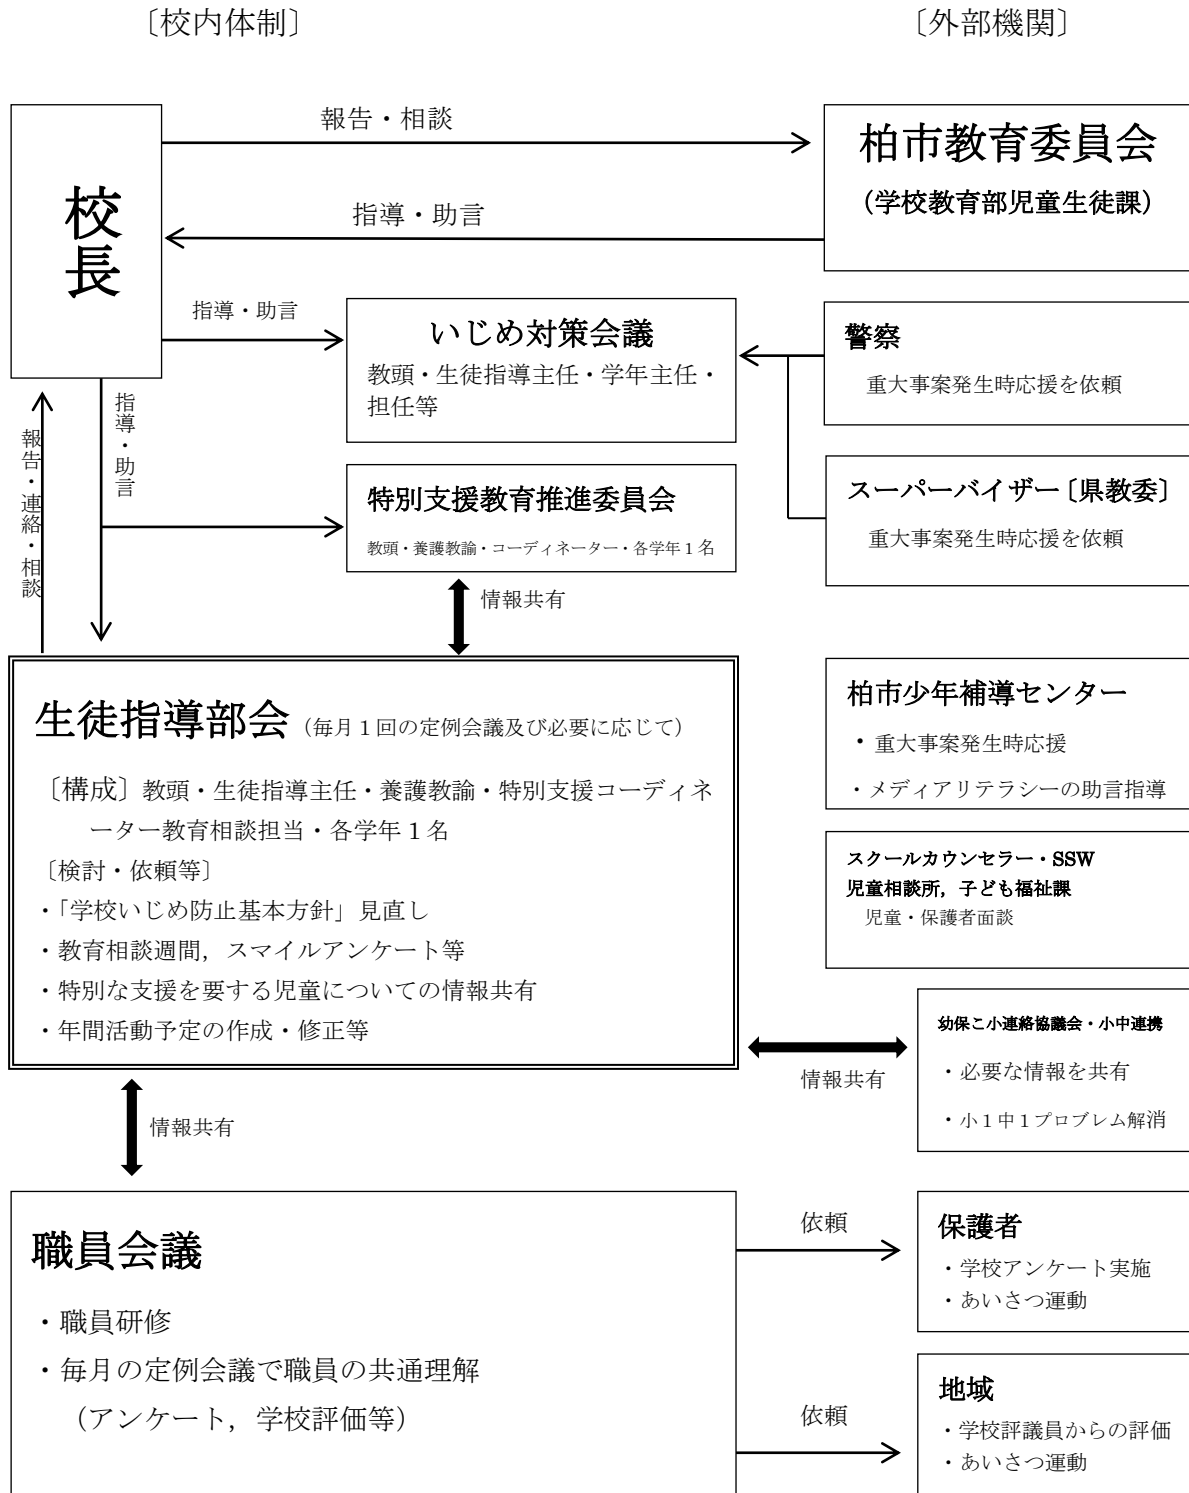 〔校内体制〕
〔外部機関〕
報告・相談
校長
柏市教育委員会
(学校教育部児童生徒課)
指導・助言
指導・助言
いじめ対策会議
教頭・生徒指導主任・学年主任・
担任等
警察
重大事案発生時応援を依頼
指導・助言
報告・連絡・相談
特別支援教育推進委員会
教頭・養護教諭・コーディネーター・各学年１名
スーパーバイザー〔県教委〕
重大事案発生時応援を依頼
情報共有
生徒指導部会（毎月１回の定例会議及び必要に応じて）
〔構成〕教頭・生徒指導主任・養護教諭・特別支援コーディネ
ーター教育相談担当・各学年１名
〔検討・依頼等〕
・「学校いじめ防止基本方針」見直し
・教育相談週間，スマイルアンケート等
・特別な支援を要する児童についての情報共有
・年間活動予定の作成・修正等
柏市少年補導センター
・重大事案発生時応援
・メディアリテラシーの助言指導
スクールカウンセラー・SSW
児童相談所，子ども福祉課
児童・保護者面談
情報共有
幼保こ小連絡協議会・小中連携
・必要な情報を共有
・小１中１プロブレム解消
情報共有
職員会議
・職員研修
・毎月の定例会議で職員の共通理解
（アンケート，学校評価等）
依頼
保護者
・学校アンケート実施
・あいさつ運動
依頼
地域
・学校評議員からの評価
・あいさつ運動